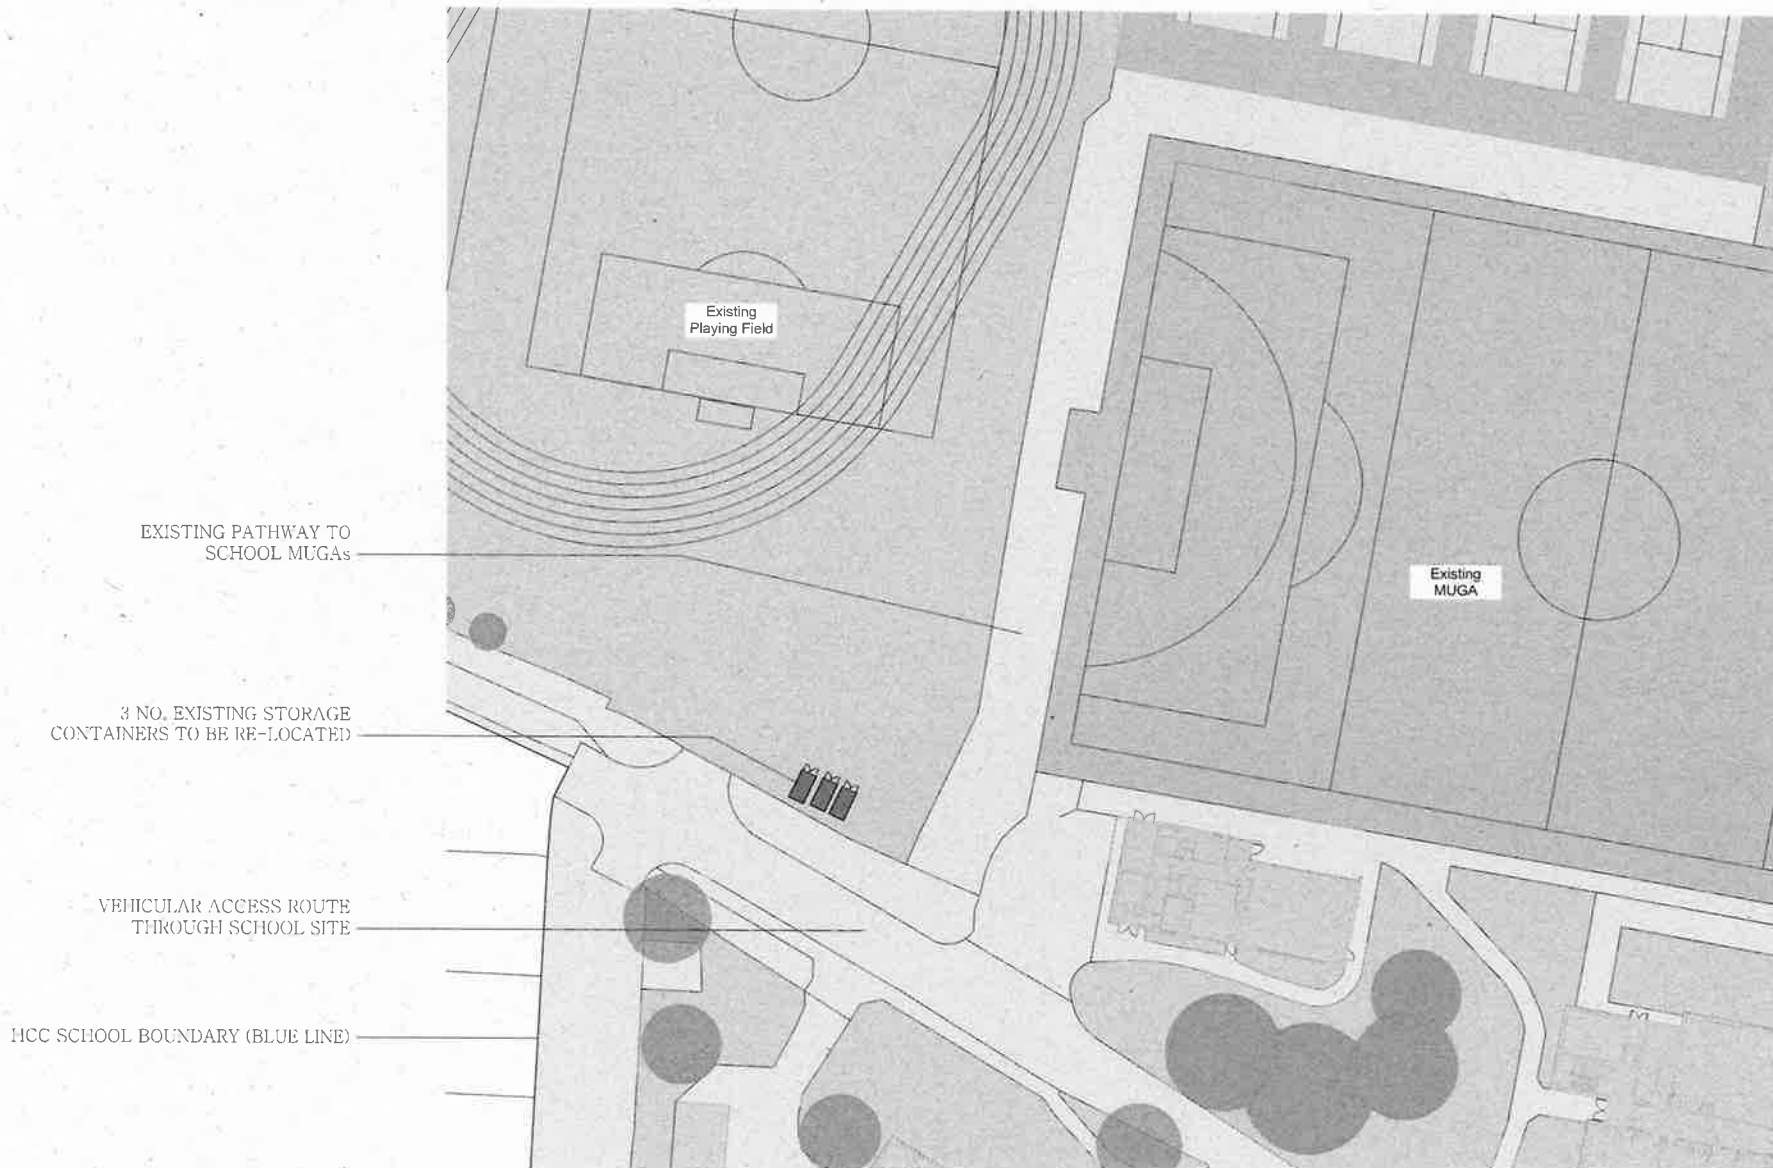 Existing
Playing Field
Existing
MUGA
EXISTING PATHWAY TO
SCHOOL MUGAs
3 NO. EXISTING STORAGE
CONTAINERS TO BE RE-LOCATED
VEHICULAR ACCESS ROUTE
THROUGH SCHOOL SITE
HCC SCHOOL BOUNDARY (BLUE LINE)